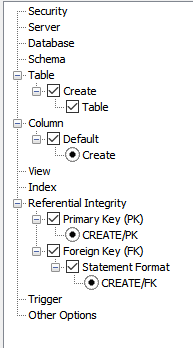 Security
Server
Database
Schema
Table
Create
Table
Column
Default
Create
View
Index
Referential Integrity
Primary Key (PK)
CREATE/PK
Foreign Key (FK)
Statement Format
CREATE/FK
Trigger
Other Options